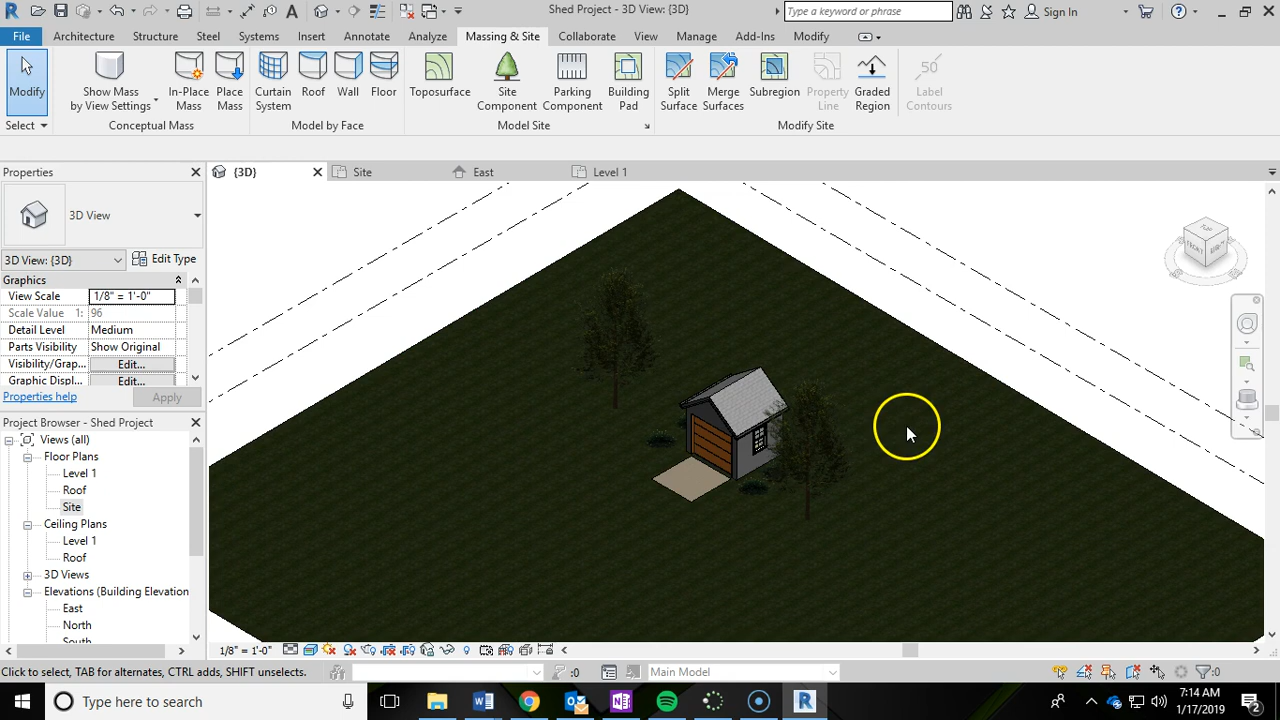 Shed Project - 3D View: {3D}
Type a keyword or phrase
Sign In
File
Architecture
Structure
Steel
Systems
Insert
Annotate
Analyze
Massing & Site
Collaborate
View
Manage
Add-Ins
Modify
Modify
Show Mass
by View Settings
In-Place
Mass
Place
Mass
Curtain
System
Roof
Wall
Floor
Toposurface
Site
Component
Parking
Component
Building
Pad
Split
Surface
Merge
Surfaces
Subregion
Property
Line
Graded
Region
50
Label
Contours
Select
Conceptual Mass
Model by Face
Model Site
Modify Site
Properties
{3D}
Site
East
Level 1
3D View
3D View: {3D}
Edit Type
Graphics
View Scale
1/8" = 1'-0"
Scale Value 1:
96
Detail Level
Medium
Parts Visibility
Show Original
Visibility/Grap...
Edit...
Graphic Displ...
Edit...
Properties help
Apply
Project Browser - Shed Project
Views (all)
Floor Plans
Level 1
Roof
Site
Ceiling Plans
Level 1
Roof
3D Views
Elevations (Building Elevation
East
North
South
TOP
FRONT
RIGHT
1/8" = 1'-0"
Click to select, TAB for alternates, CTRL adds, SHIFT unselects.
:0
Main Model
:0
Type here to search
7:14 AM
1/17/2019
2